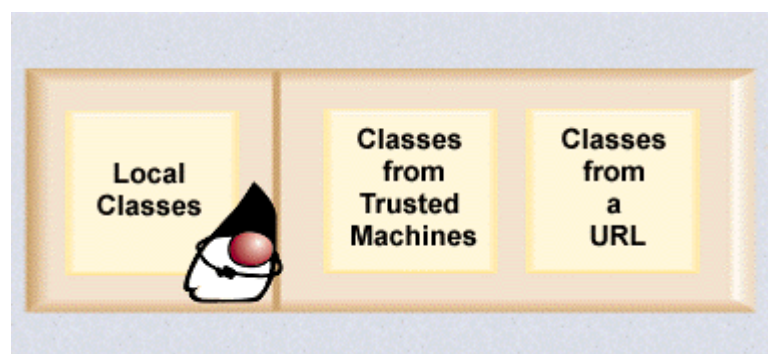 Local
Classes
Classes
from
Trusted
Machines
Classes
from
a
URL